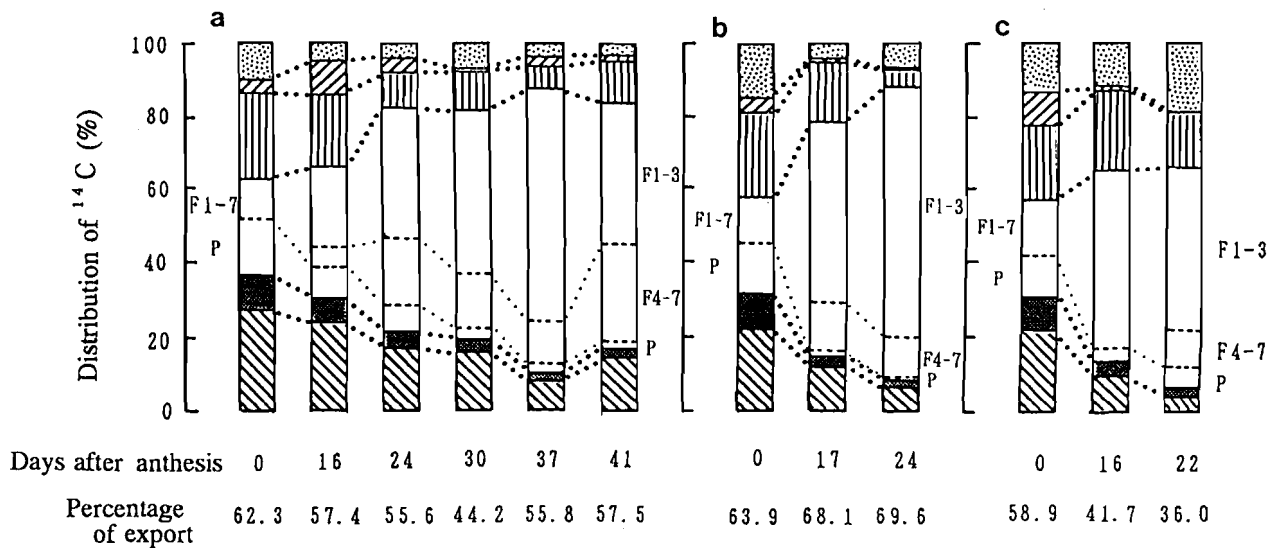 a
b
c
100
80
60
40
20
0
Distribution of ¹⁴C (%)
F1-7
P
F1-3
F4-7
P
F1-7
P
F1-3
F4-7
P
F1-7
P
F1-3
F4-7
P
Days after anthesis 0 16 24 30 37 41 0 17 24 0 16 22
Percentage of export 62.3 57.4 55.6 44.2 55.8 57.5 63.9 68.1 69.6 58.9 41.7 36.0